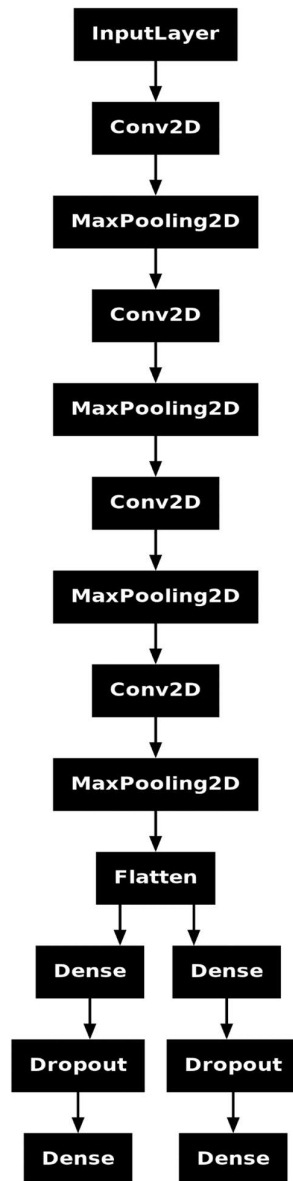 InputLayer
Conv2D
MaxPooling2D
Conv2D
MaxPooling2D
Conv2D
MaxPooling2D
Conv2D
MaxPooling2D
Flatten
Dense Dense
Dropout Dropout
Dense Dense